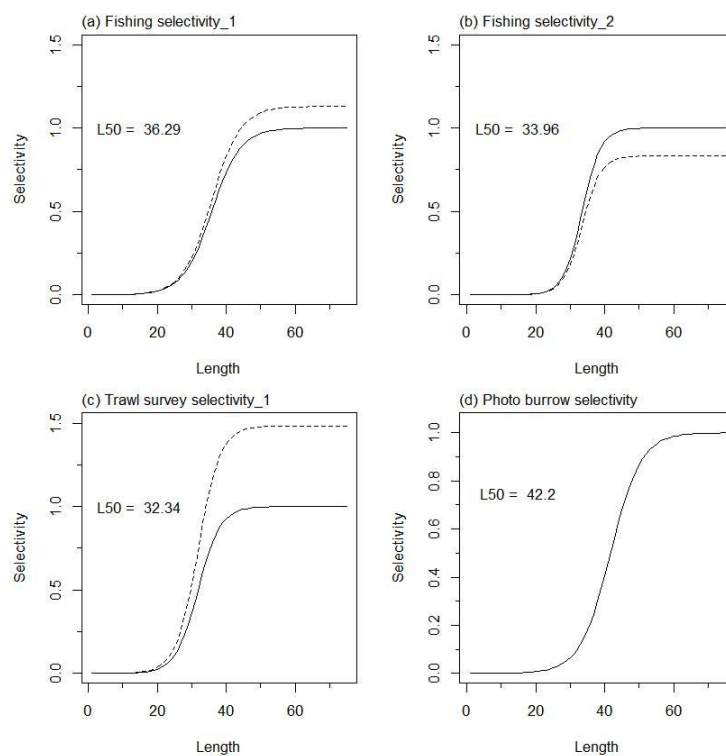 (a) Fishing selectivity_1
Selectivity
0.0 0.5 1.0 1.5
L50 = 36.29
0 20 40 60
Length
(b) Fishing selectivity_2
Selectivity
0.0 0.5 1.0 1.5
L50 = 33.96
0 20 40 60
Length
(c) Trawl survey selectivity_1
Selectivity
0.0 0.5 1.0 1.5
L50 = 32.34
0 20 40 60
Length
(d) Photo burrow selectivity
Selectivity
0.0 0.2 0.4 0.6 0.8 1.0
L50 = 42.2
0 20 40 60
Length